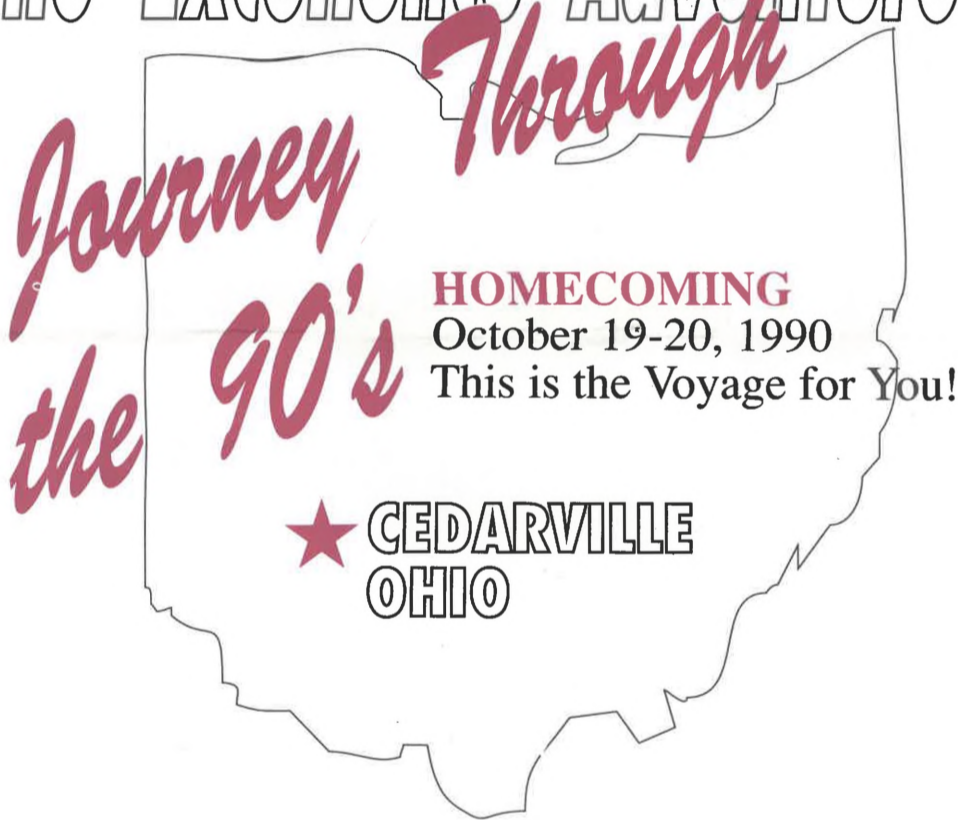 Journey Through
the 90's
HOMECOMING
October 19-20, 1990
This is the Voyage for You!
CEDARVILLE
OHIO